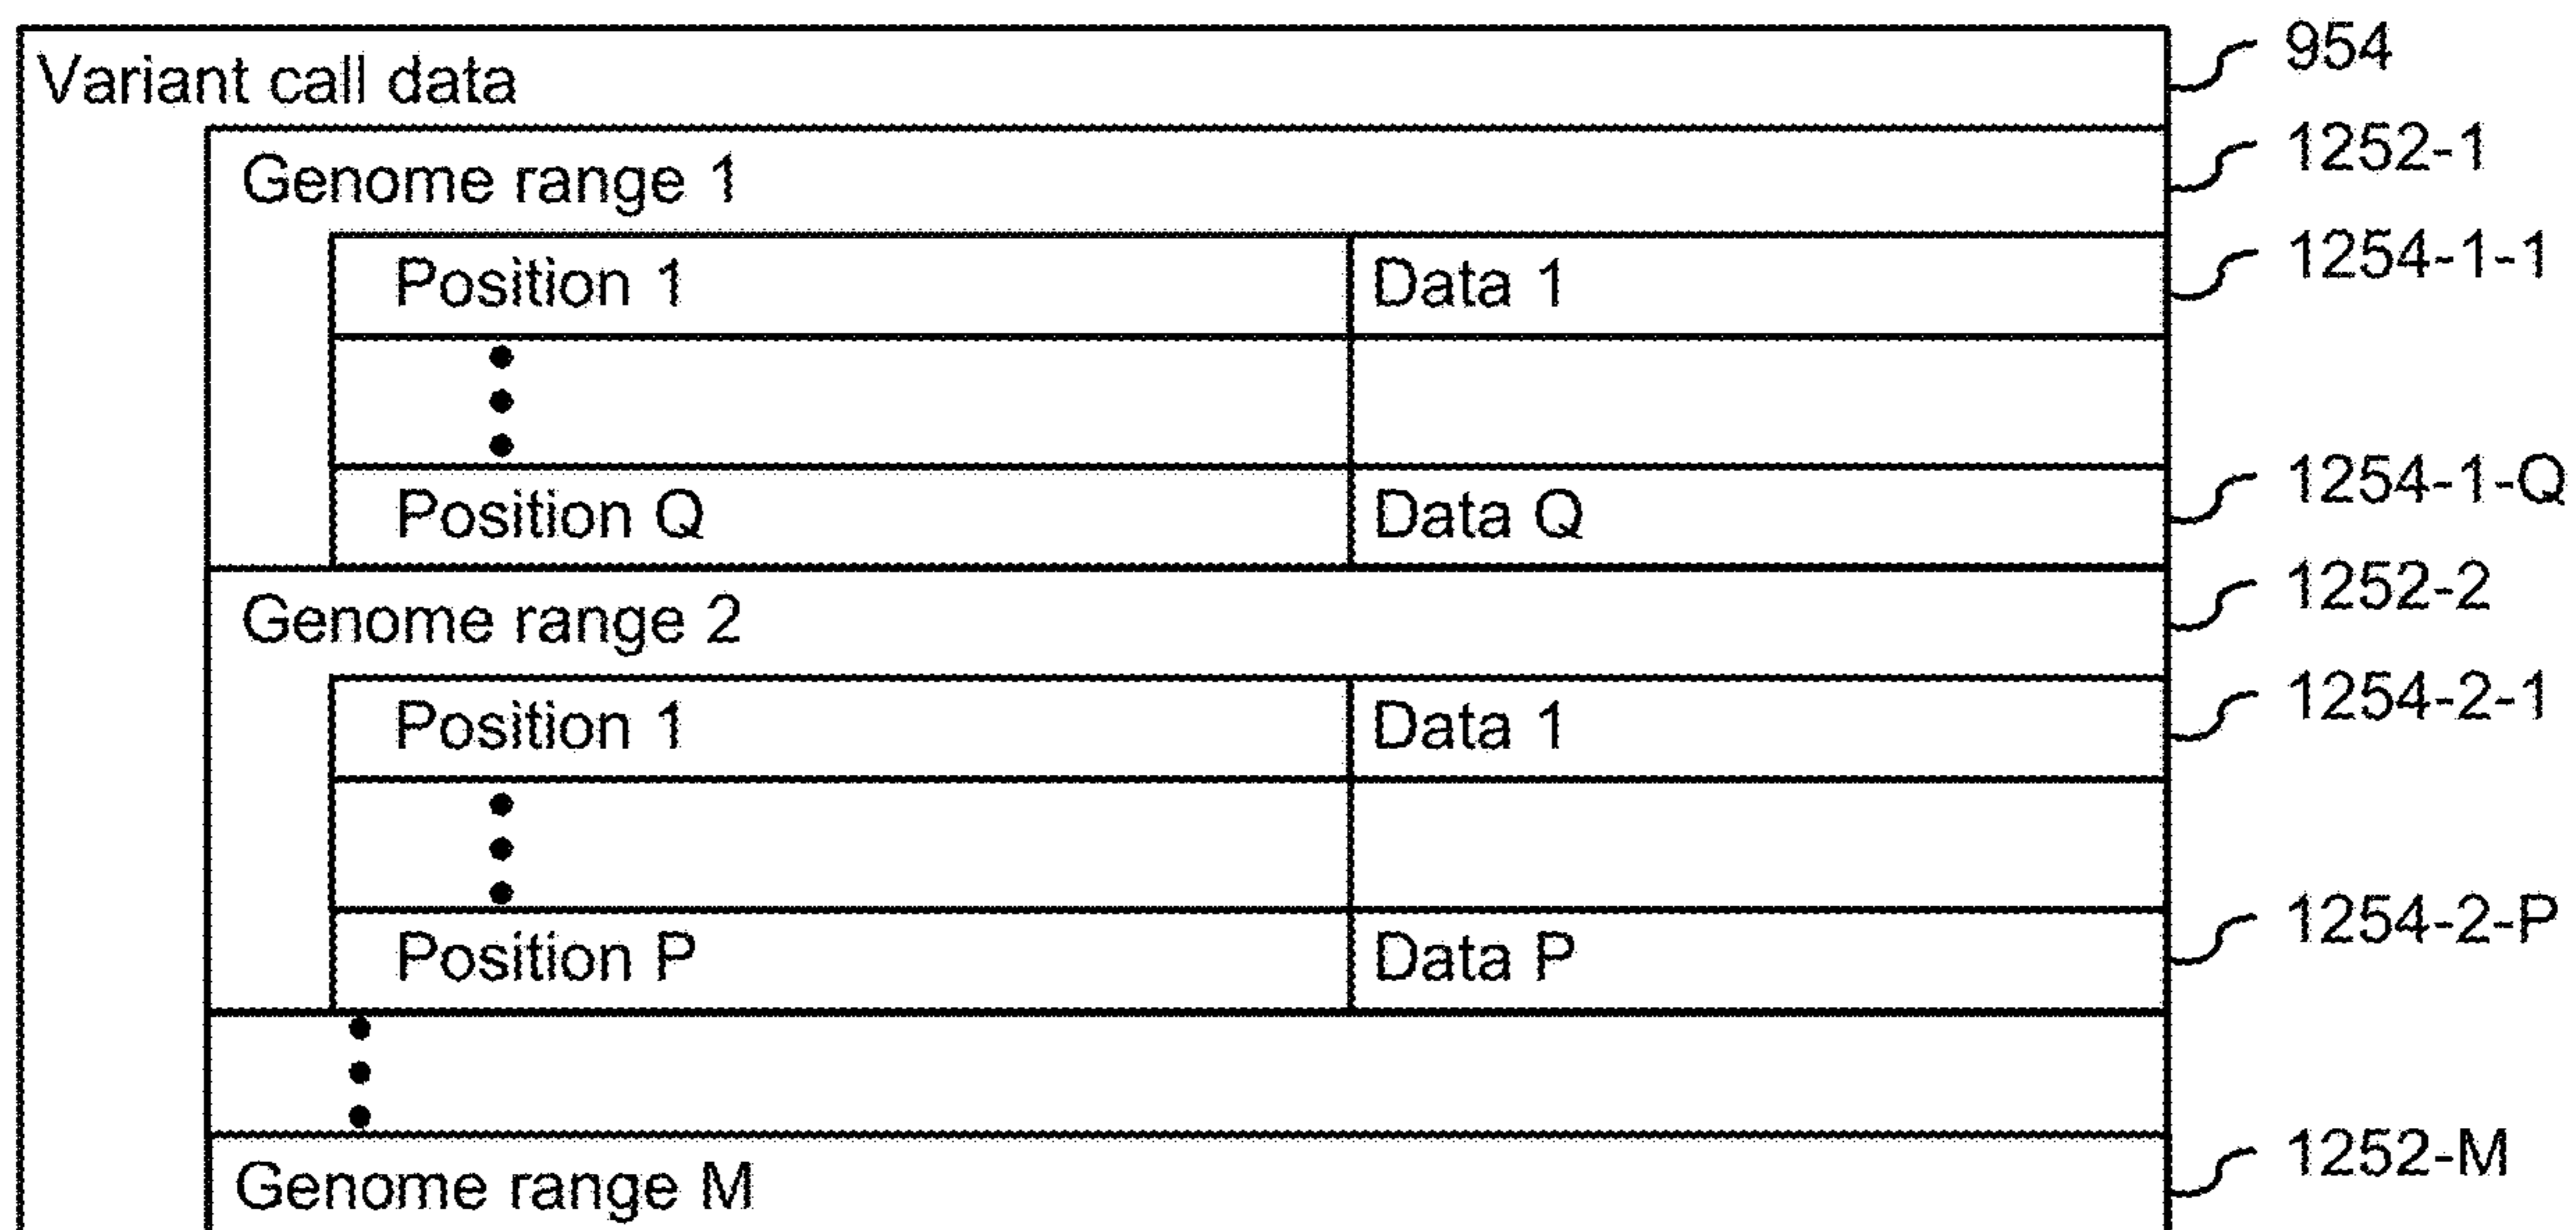 Variant call data 954
Genome range 1 1252-1
Position 1 Data 1 1254-1-1
Position Q Data Q 1254-1-Q
Genome range 2 1252-2
Position 1 Data 1 1254-2-1
Position P Data P 1254-2-P
Genome range M 1252-M